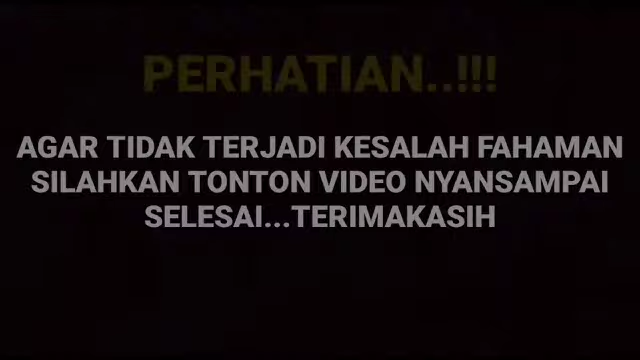 PERHATIAN..!!!
AGAR TIDAK TERJADI KESALAH FAHAMAN
SILAHKAN TONTON VIDEO NYANSAMPAI
SELESAI...TERIMAKASIH